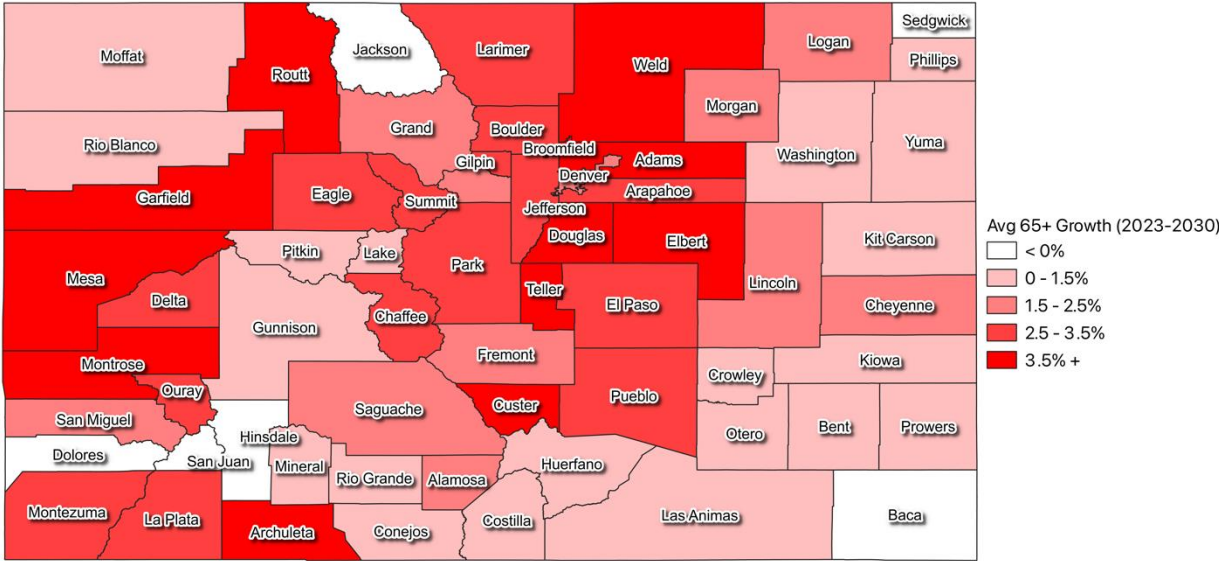 Sedgwick
Moffat
Jackson
Larimer
Logan
Weld
Phillips
Routt
Morgan
Grand
Boulder
Rio Blanco
Yuma
Broomfield
Washington
Gilpin
Adams
Denver
Garfield
Eagle
Arapahoe
Summit
Jefferson
Douglas
Elbert
Kit Carson
Pitkin
Lake
Park
Mesa
Lincoln
Teller
Delta
El Paso
Cheyenne
Chaffee
Gunnison
Fremont
Kiowa
Montrose
Crowley
Ouray
Pueblo
Custer
Saguache
San Miguel
Bent
Prowers
Otero
Hinsdale
Dolores
San Juan
Mineral
Huerfano
Rio Grande
Alamosa
Montezuma
La Plata
Las Animas
Baca
Costilla
Archuleta
Conejos
Avg 65+ Growth (2023-2030)
< 0%
0 - 1.5%
1.5 - 2.5%
2.5 - 3.5%
3.5% +